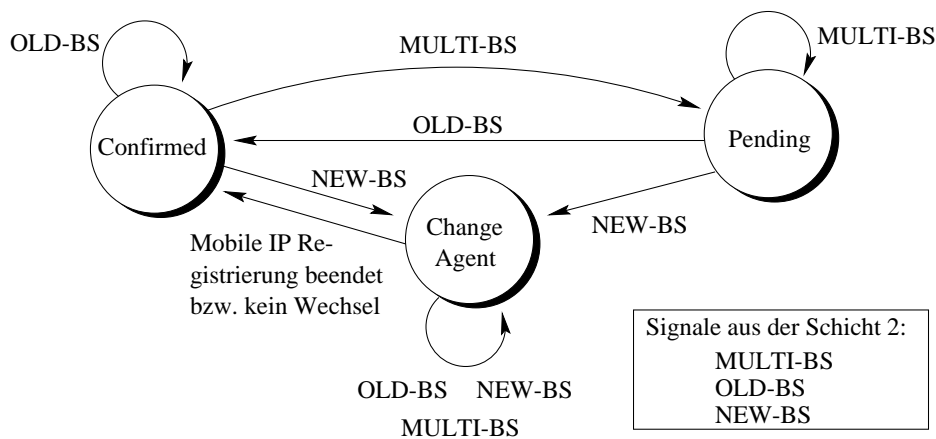 OLD-BS
MULTI-BS
MULTI-BS
Confirmed
OLD-BS
Pending
NEW-BS
Change
Agent
NEW-BS
Mobile IP Re-
gistrierung beendet
bzw. kein Wechsel
OLD-BS NEW-BS
MULTI-BS
Signale aus der Schicht 2:
MULTI-BS
OLD-BS
NEW-BS